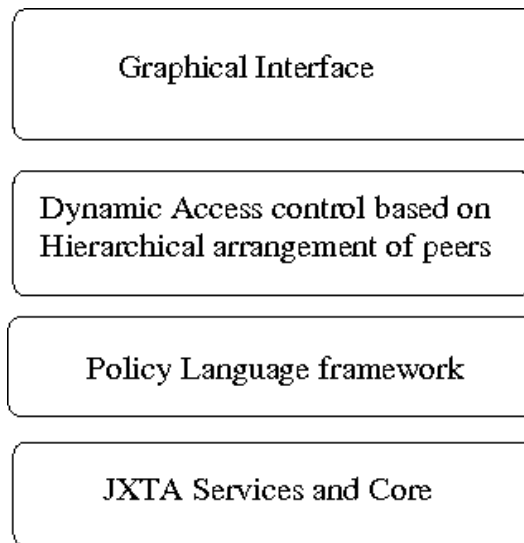 Graphical Interface
Dynamic Access control based on
Hierarchical arrangement of peers
Policy Language framework
JXTA Services and Core